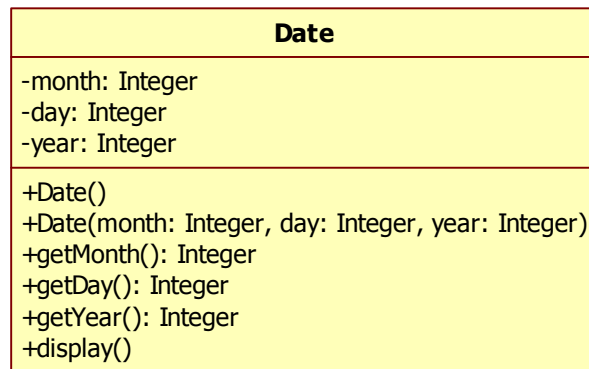 Date
-month: Integer
-day: Integer
-year: Integer
+Date()
+Date(month: Integer, day: Integer, year: Integer)
+getMonth(): Integer
+getDay(): Integer
+getYear(): Integer
+display()